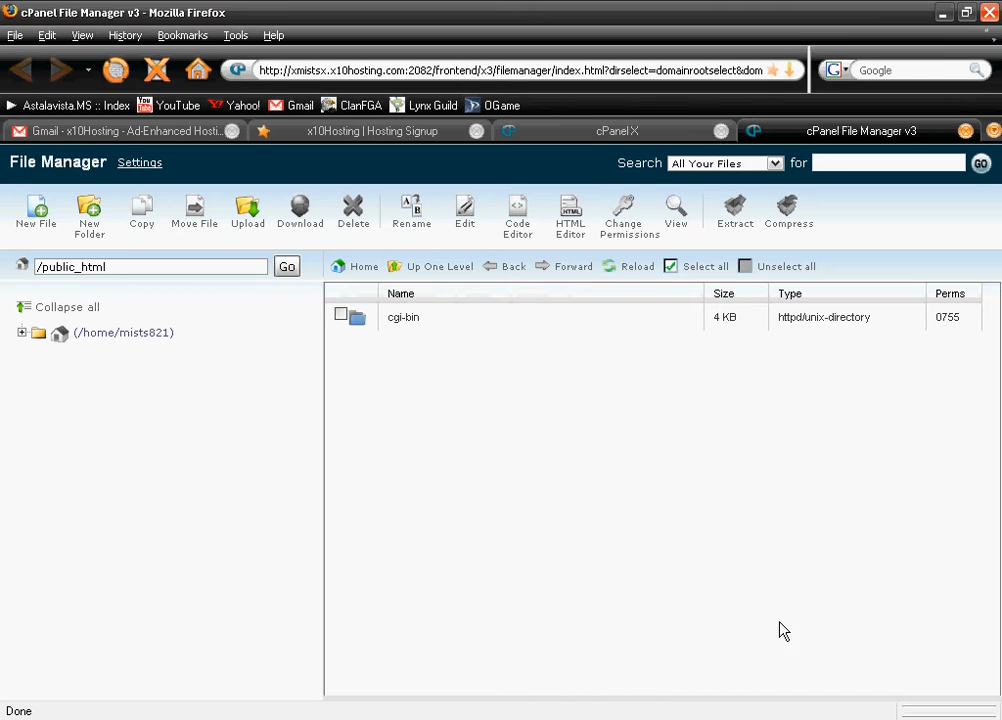 cPanel File Manager v3 - Mozilla Firefox
File Edit View History Bookmarks Tools Help
http://xmistsx.x10hosting.com:2082/frontend/x3/filemanager/index.html?dirselect=domainrootselect&dom
Google
Astalavista.MS :: Index YouTube Yahoo! Gmail ClanFGA Lynx Guild OGame
Gmail - x10Hosting - Ad-Enhanced Hosti... x10Hosting | Hosting Signup cPanel X cPanel File Manager v3
File Manager Settings Search All Your Files for GO
New File New Folder Copy Move File Upload Download Delete Rename Edit Code Editor HTML Editor Change Permissions View Extract Compress
/public_html Go Home Up One Level Back Forward Reload Select all Unselect all
Name Size Type Perms
Collapse all
cgi-bin 4 KB httpd/unix-directory 0755
(/home/mists821)
Done